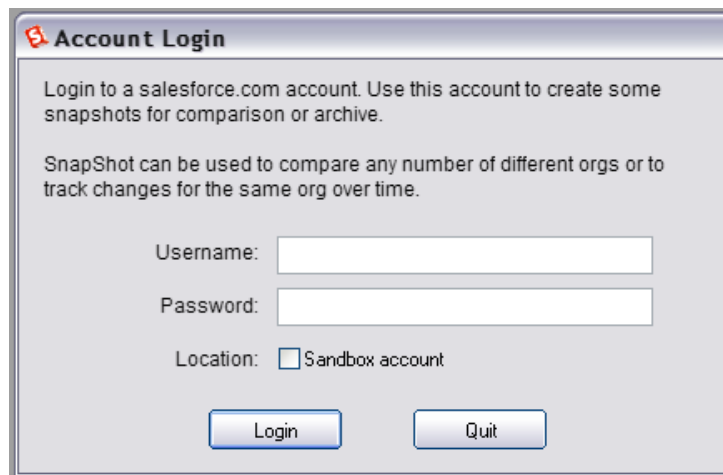 Account Login
Login to a salesforce.com account. Use this account to create some
snapshots for comparison or archive.
SnapShot can be used to compare any number of different orgs or to
track changes for the same org over time.
Username:
Password:
Location: Sandbox account
Login Quit